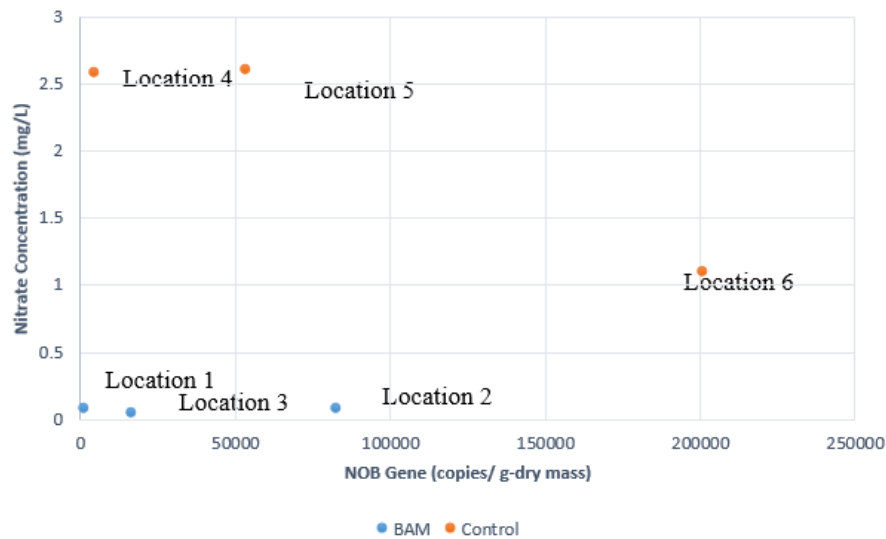 3
Location 4
2.5
Location 5
2
Nitrate Concentration (mg/L)
1.5
1
Location 6
0.5
Location 1
Location 3
Location 2
0
0
50000
100000
150000
200000
250000
NOB Gene (copies/ g-dry mass)
BAM
Control